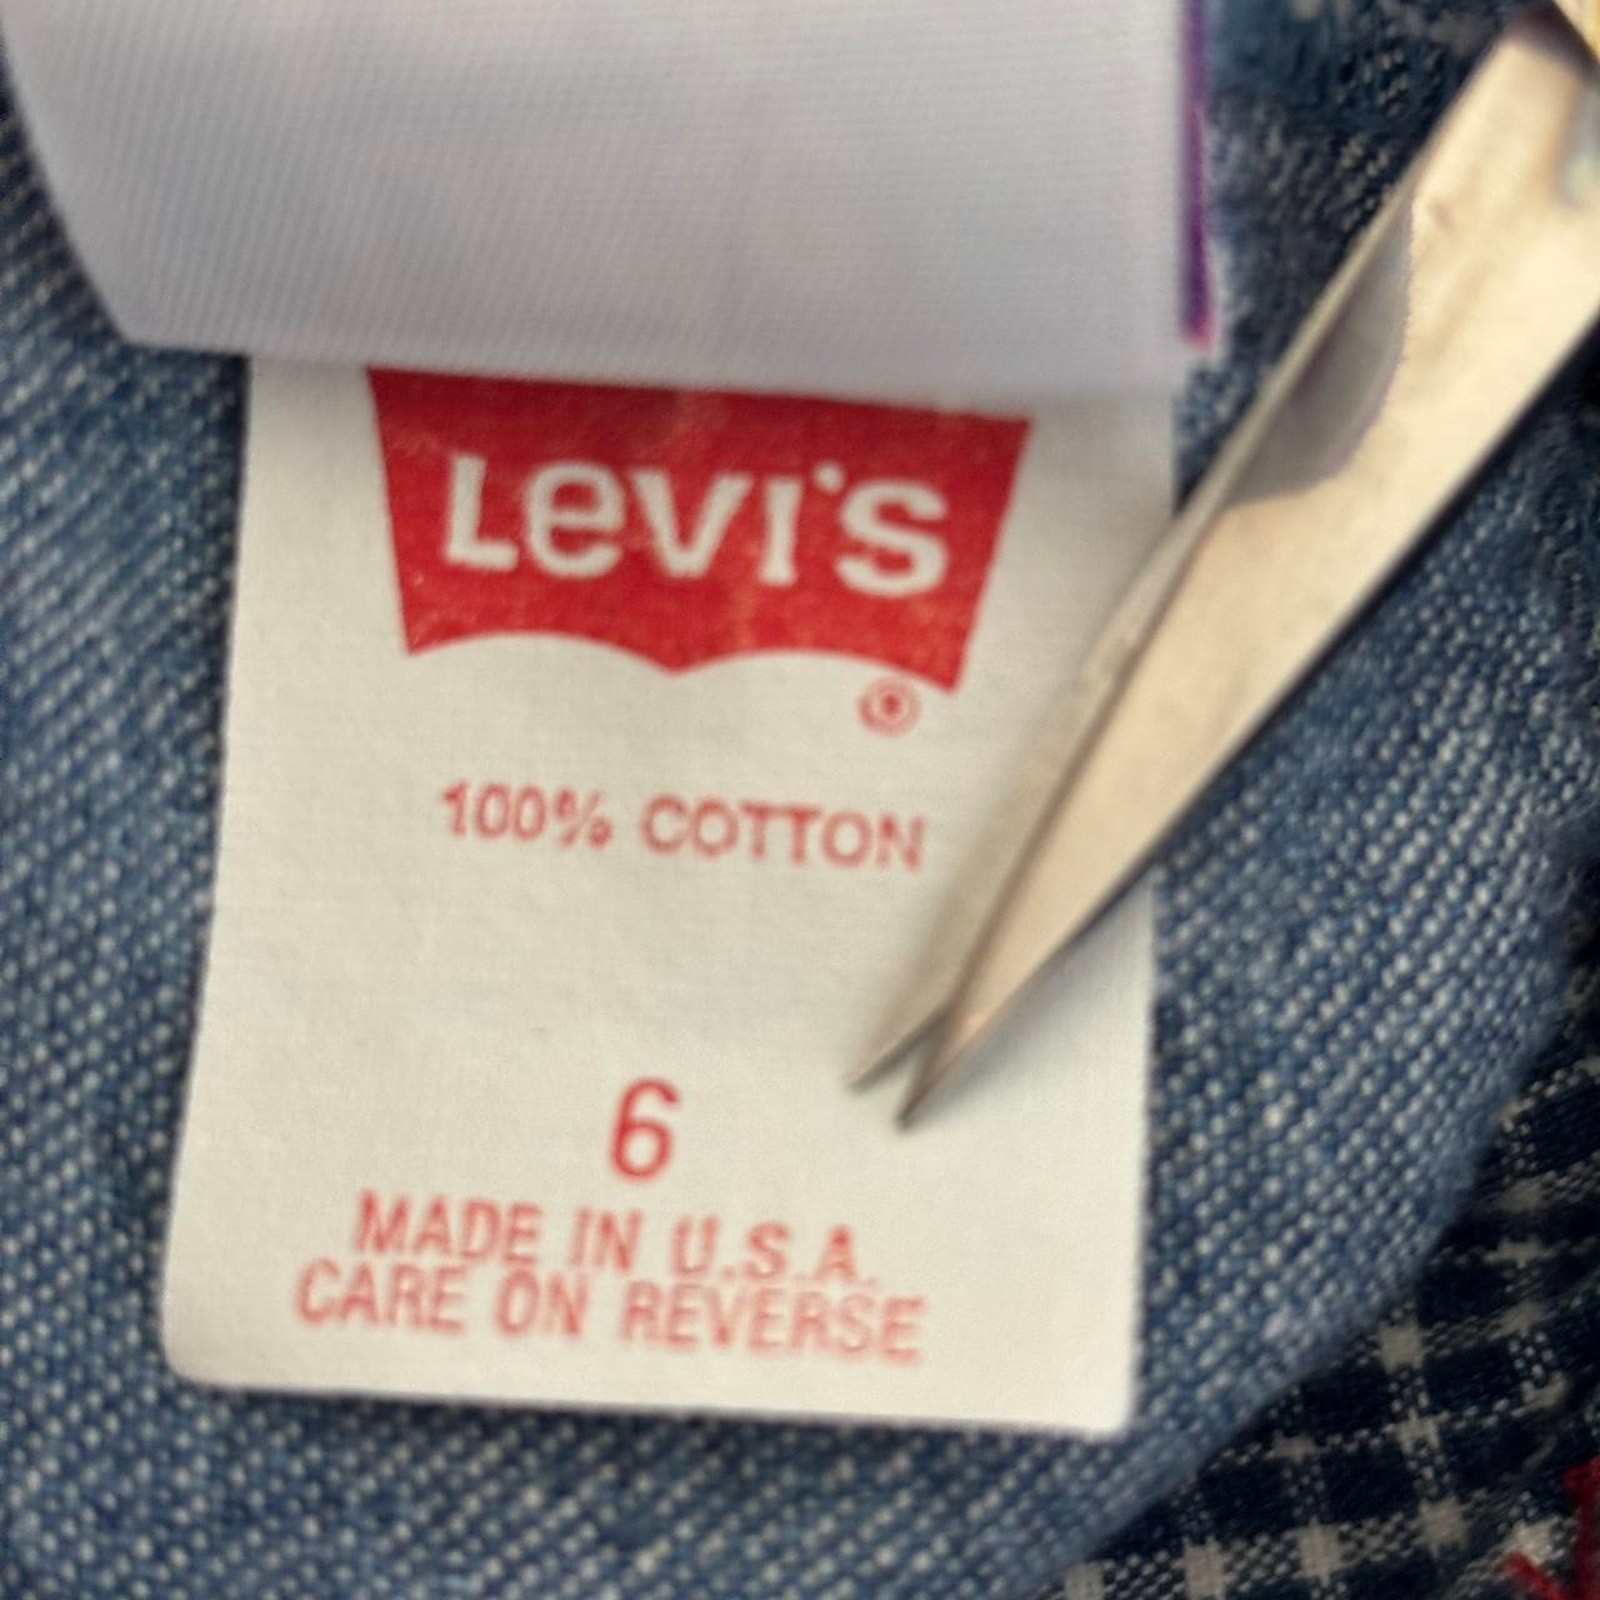 LeVI'S
®
100% COTTON
6
MADE IN U.S.A.
CARE ON REVERSE